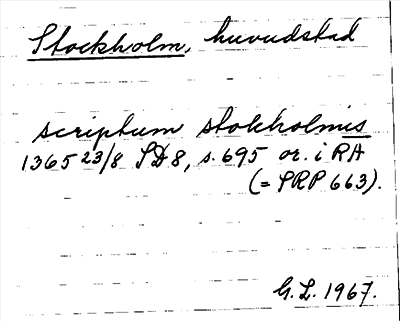 Stockholm, huvudstad
scriptum stokholmis
1365 23/8 SD 8, s. 695 or. i RA
(= SRP 663).
G. L. 1967.